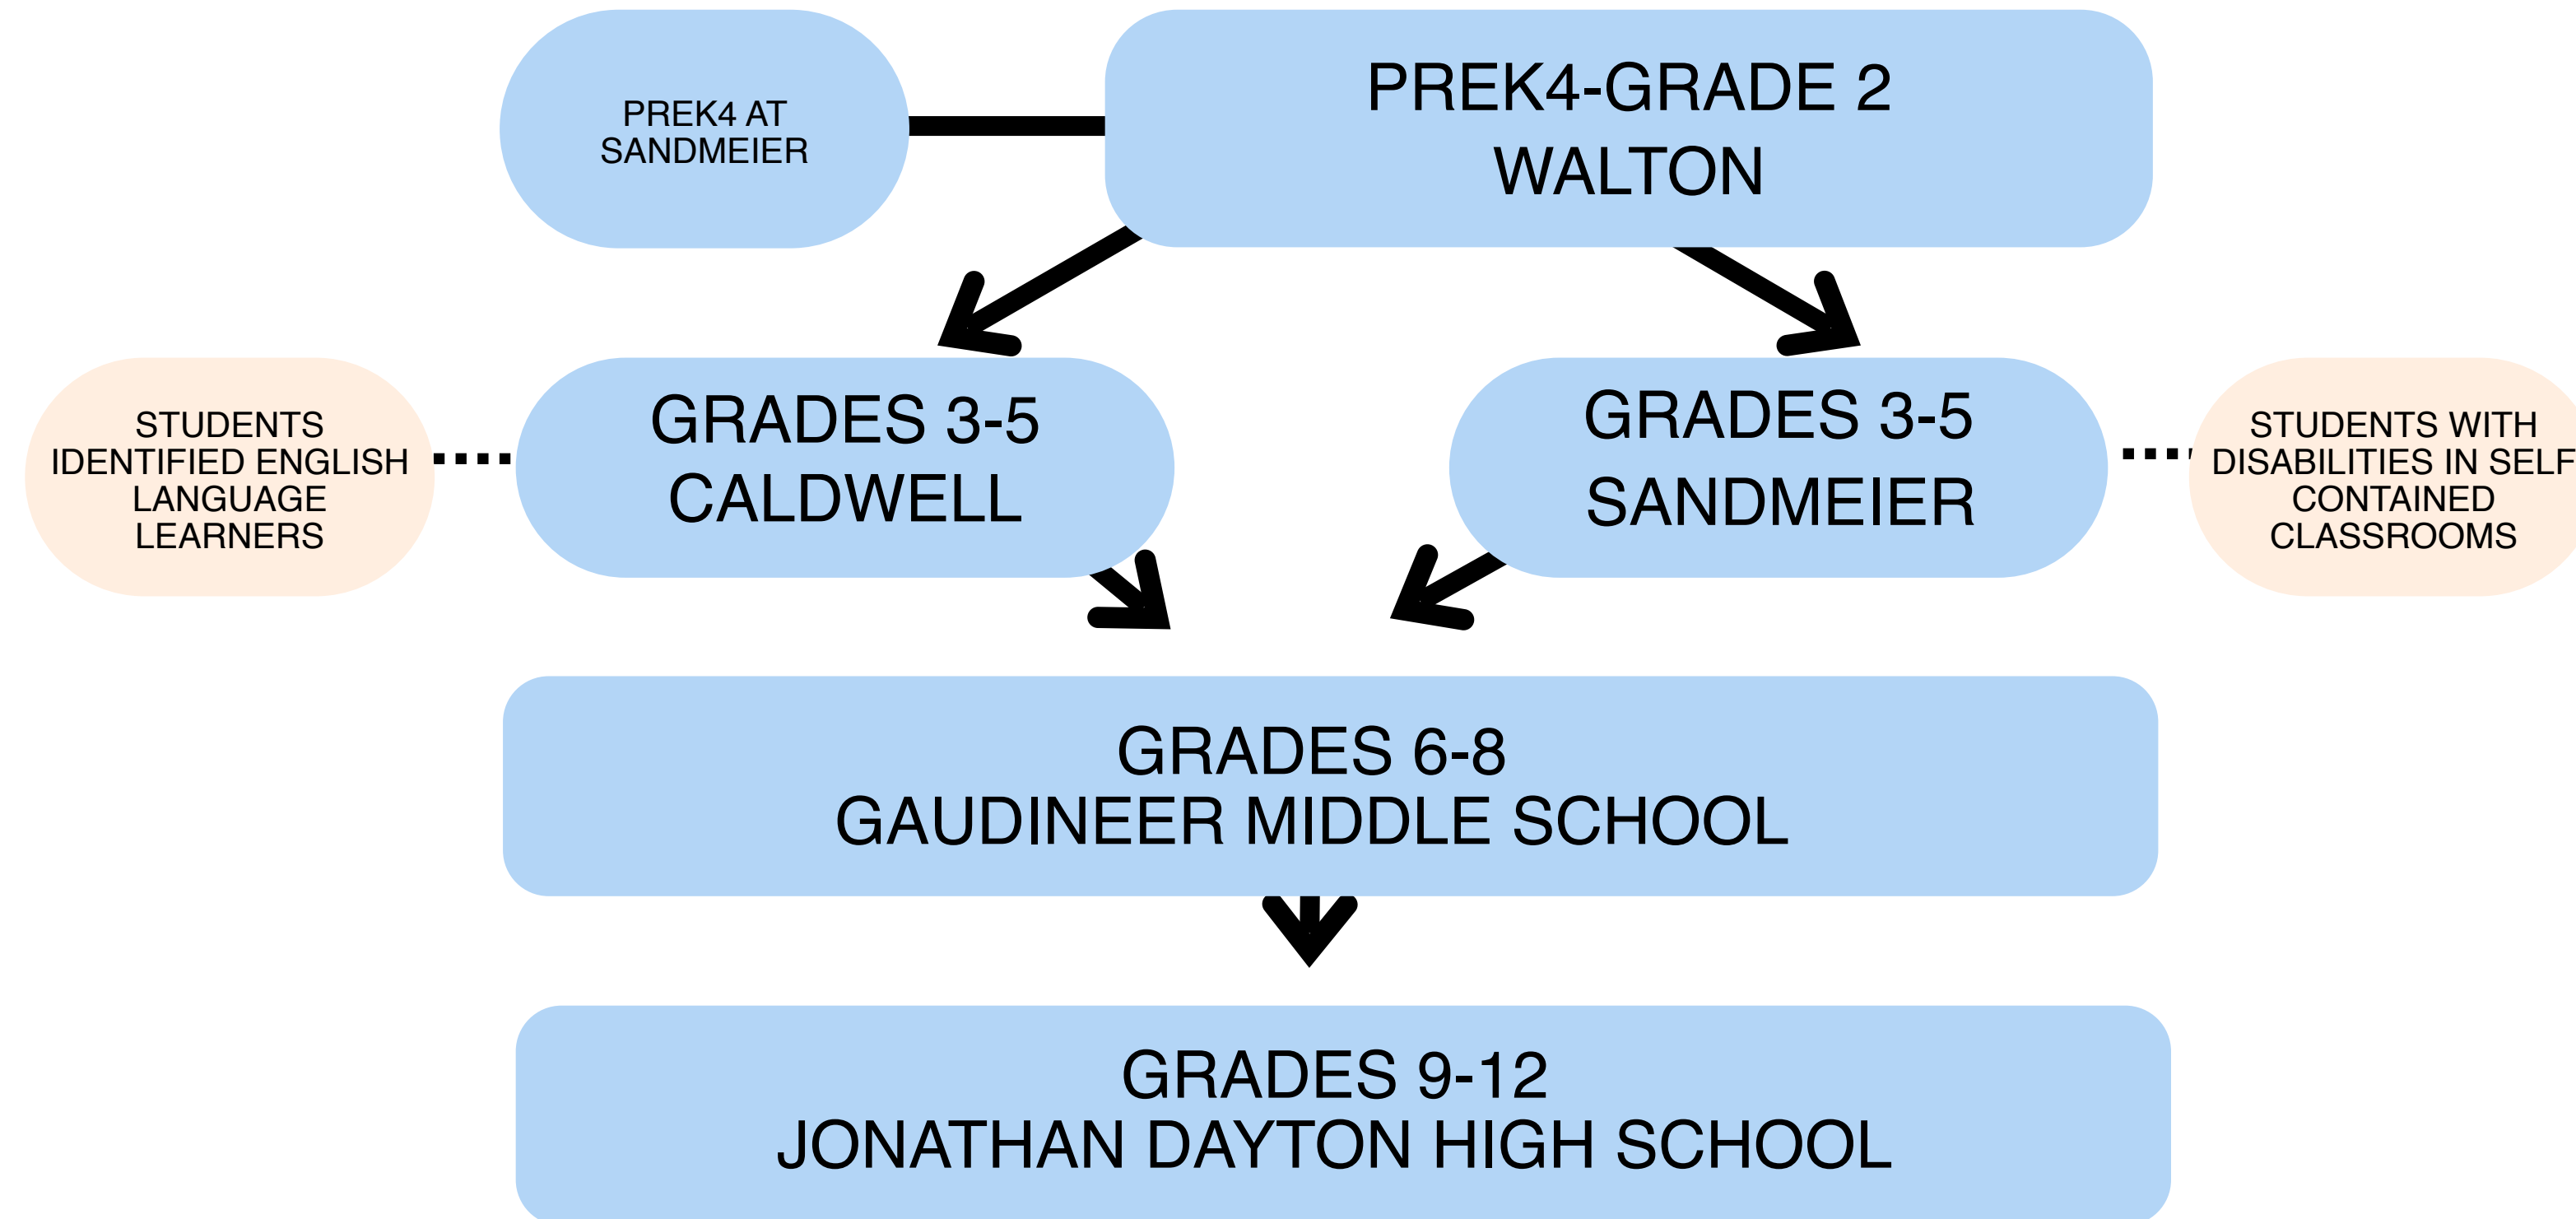 PREK4 AT
SANDMEIER
PREK4-GRADE 2
WALTON
STUDENTS
IDENTIFIED ENGLISH
LANGUAGE
LEARNERS
GRADES 3-5
CALDWELL
GRADES 3-5
SANDMEIER
STUDENTS WITH
DISABILITIES IN SELF
CONTAINED
CLASSROOMS
GRADES 6-8
GAUDINEER MIDDLE SCHOOL
GRADES 9-12
JONATHAN DAYTON HIGH SCHOOL